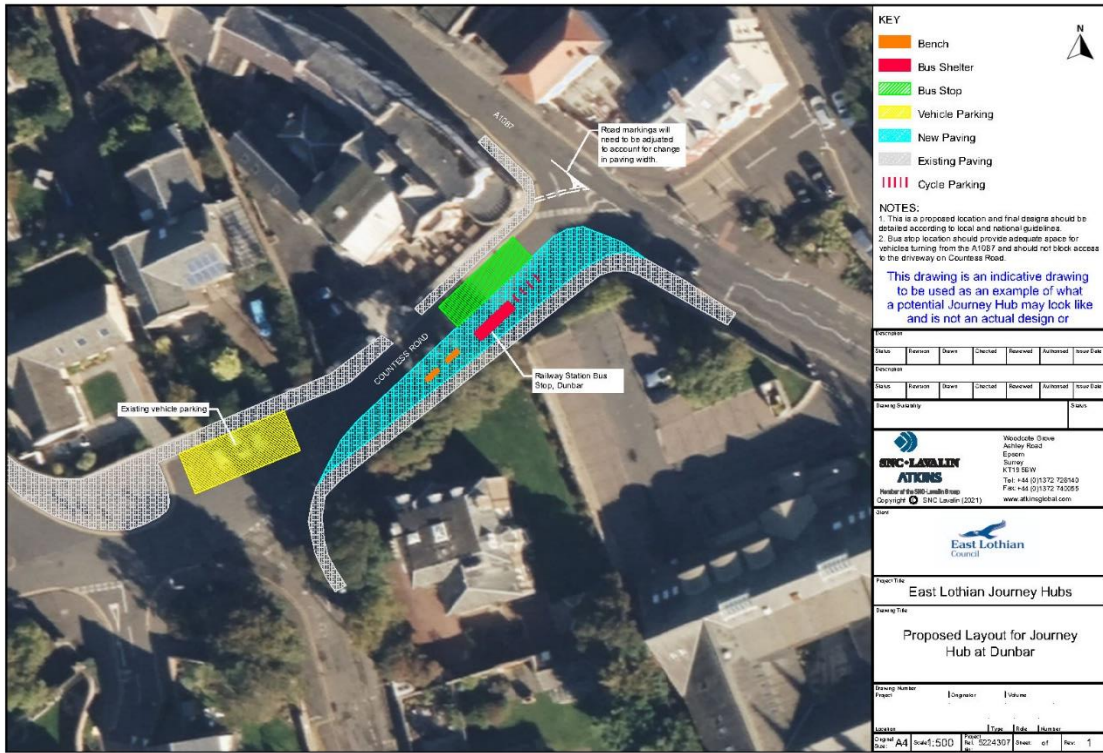 A1087
Road markings will
need to be adjusted
to account for change
in paving width.
COUNTESS ROAD
Railway Station Bus
Stop, Dunbar
Existing vehicle parking
KEY
N
Bench
Bus Shelter
Bus Stop
Vehicle Parking
New Paving
Existing Paving
Cycle Parking
NOTES:
1. This is a proposed location and final designs should be
detailed according to local and national guidelines.
2. Bus stop location should provide adequate space for
vehicles turning from the A1087 and should not block access
to the driveway on Countess Road.
This drawing is an indicative drawing
to be used as an example of what
a potential Journey Hub may look like
and is not an actual design or
Description
Status Revision Drawn Checked Reviewed Authorised Issue Date
Description
Status Revision Drawn Checked Reviewed Authorised Issue Date
Drawing Suitability Status
SNC·LAVALIN
ATKINS
Member of the SNC-Lavalin Group
Copyright © SNC Lavalin (2021)
Woodcote Grove
Ashley Road
Epsom
Surrey
KT18 5BW
Tel: +44 (0)1372 726140
Fax: +44 (0)1372 740055
www.atkinsglobal.com
Client
East Lothian
Council
Project Title
East Lothian Journey Hubs
Drawing Title
Proposed Layout for Journey
Hub at Dunbar
Drawing Number
Project Originator Volume
Location Type Role Number
Original Size: A4 Scale 1:500 Project Ref. No. 5224307 Sheet of Rev: 1